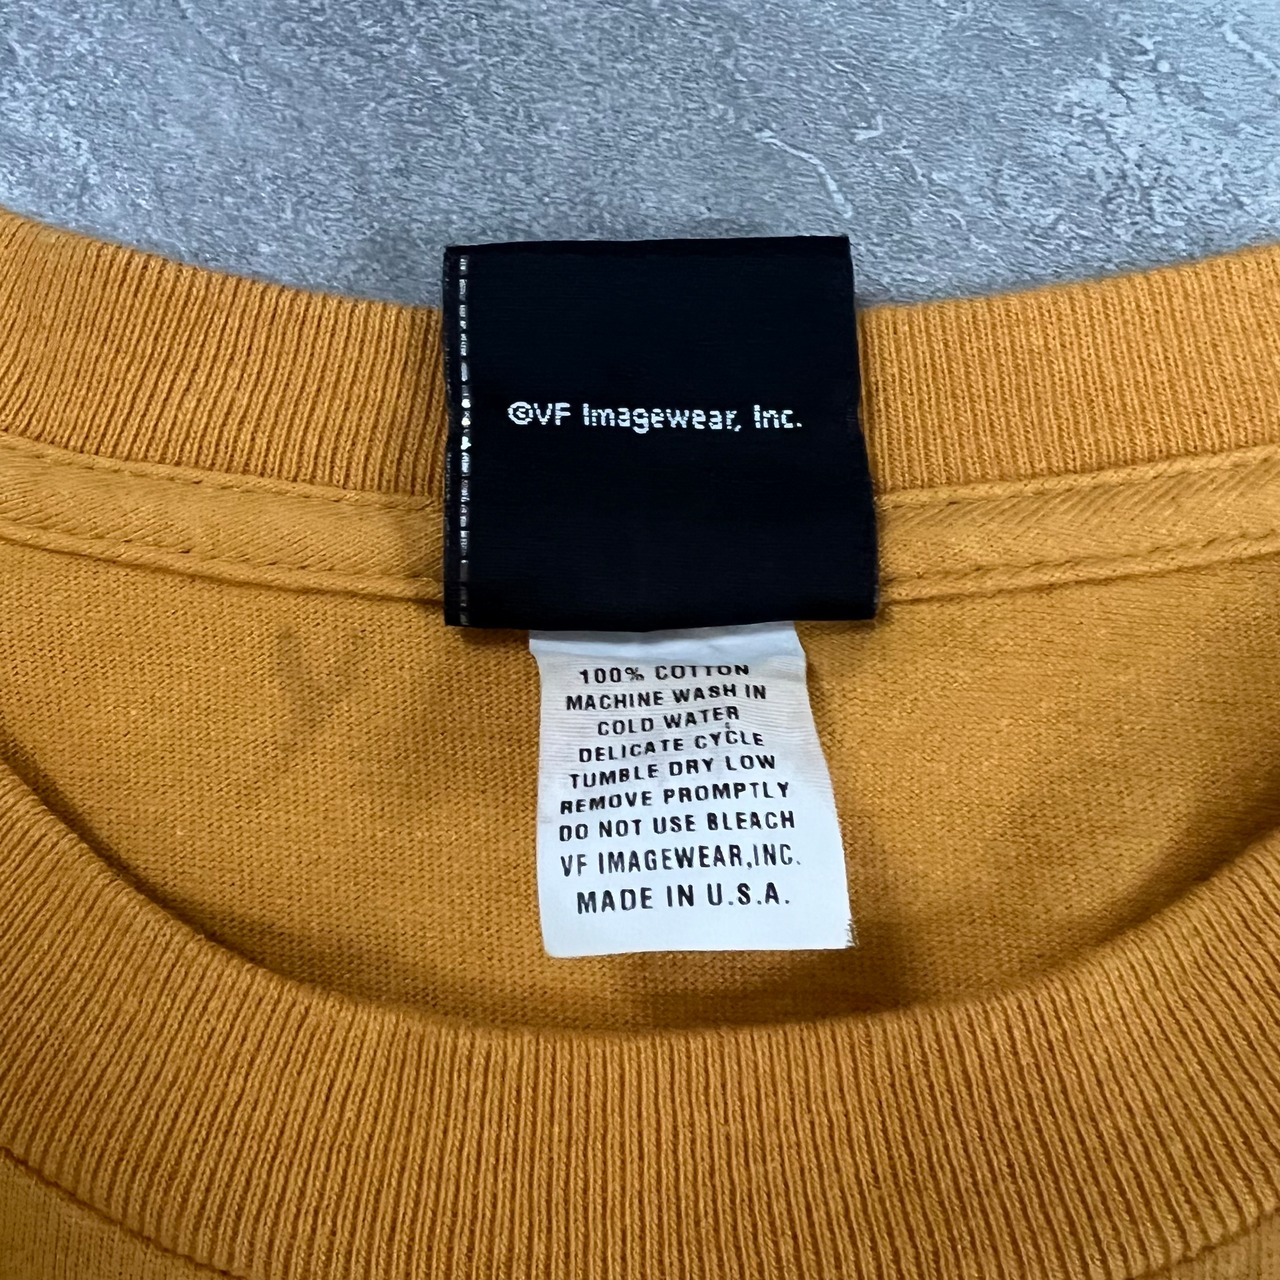 ©VF Imagewear, Inc.
100% COTTON
MACHINE WASH IN
COLD WATER
DELICATE CYCLE
TUMBLE DRY LOW
REMOVE PROMPTLY
DO NOT USE BLEACH
VF IMAGEWEAR,INC.
MADE IN U.S.A.